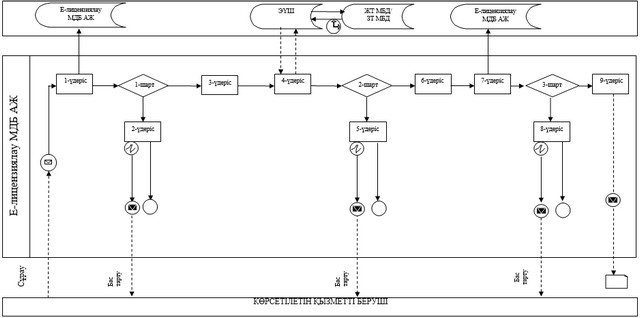 Е-лицензиялау
МДБ АЖ
ЭҮШ
ЖТ МБД/
ЗТ МБД
Е-лицензиялау
МДБ АЖ
Е-лицензиялау МДБ АЖ
1-үдеріс
1-шарт
3-үдеріс
4-үдеріс
2-шарт
6-үдеріс
7-үдеріс
3-шарт
9-үдеріс
2-үдеріс
5-үдеріс
8-үдеріс
Сұрау
Бас
тарту
Бас
тарту
Бас
тарту
КӨРСЕТІЛЕТІН ҚЫЗМЕТТІ БЕРУШІ